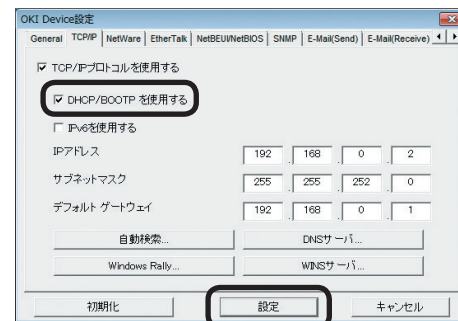 OKI Device設定
General TCP/IP NetWare EtherTalk NetBEUI/NetBIOS SNMP E-Mail(Send) E-Mail(Receive)
TCP/IPプロトコルを使用する
DHCP/BOOTP を使用する
IPv6を使用する
IPアドレス 192 . 168 . 0 . 2
サブネットマスク 255 . 255 . 252 . 0
デフォルト ゲートウェイ 192 . 168 . 0 . 1
自動検索... DNSサーバ...
Windows Rally... WINSサーバ...
初期化 設定 キャンセル